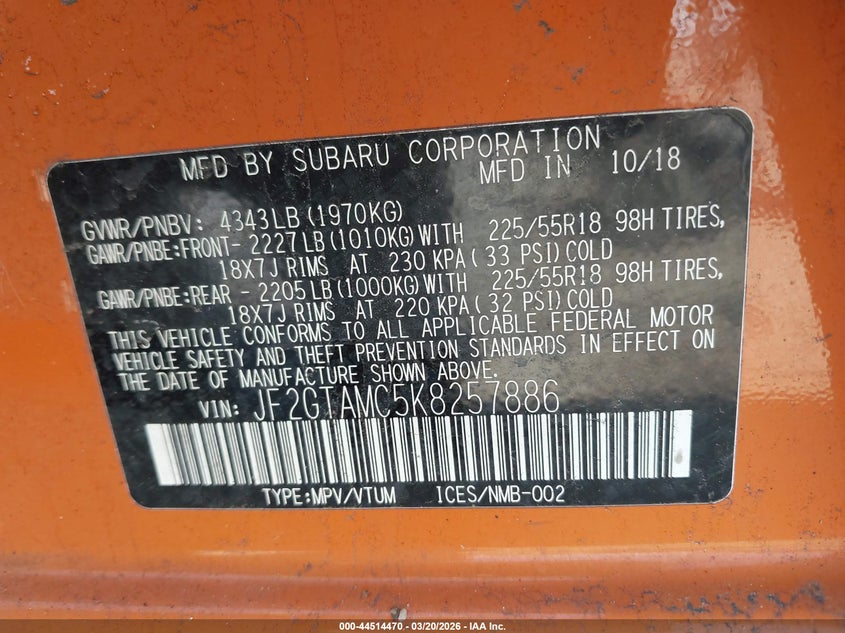 MFD BY SUBARU CORPORATION
MFD IN 10/18
GVWR/PNBV: 4343LB(1970KG)
GAWR/PNBE:FRONT- 2227LB(1010KG)WITH 225/55R18 98H TIRES,
18X7J RIMS AT 230 KPA(33 PSI)COLD
GAWR/PNBE:REAR - 2205LB(1000KG)WITH 225/55R18 98H TIRES,
18X7J RIMS AT 220 KPA(32 PSI)COLD
THIS VEHICLE CONFORMS TO ALL APPLICABLE FEDERAL MOTOR
VEHICLE SAFETY AND THEFT PREVENTION STANDARDS IN EFFECT ON
THE DATE OF MANUFACTURE SHOWN ABOVE.
VIN: JF2GTAMC5K8257886
TYPE:MPV/VTUM ICES/NMB-002
000-44514470 — 03/20/2026 — IAA Inc.